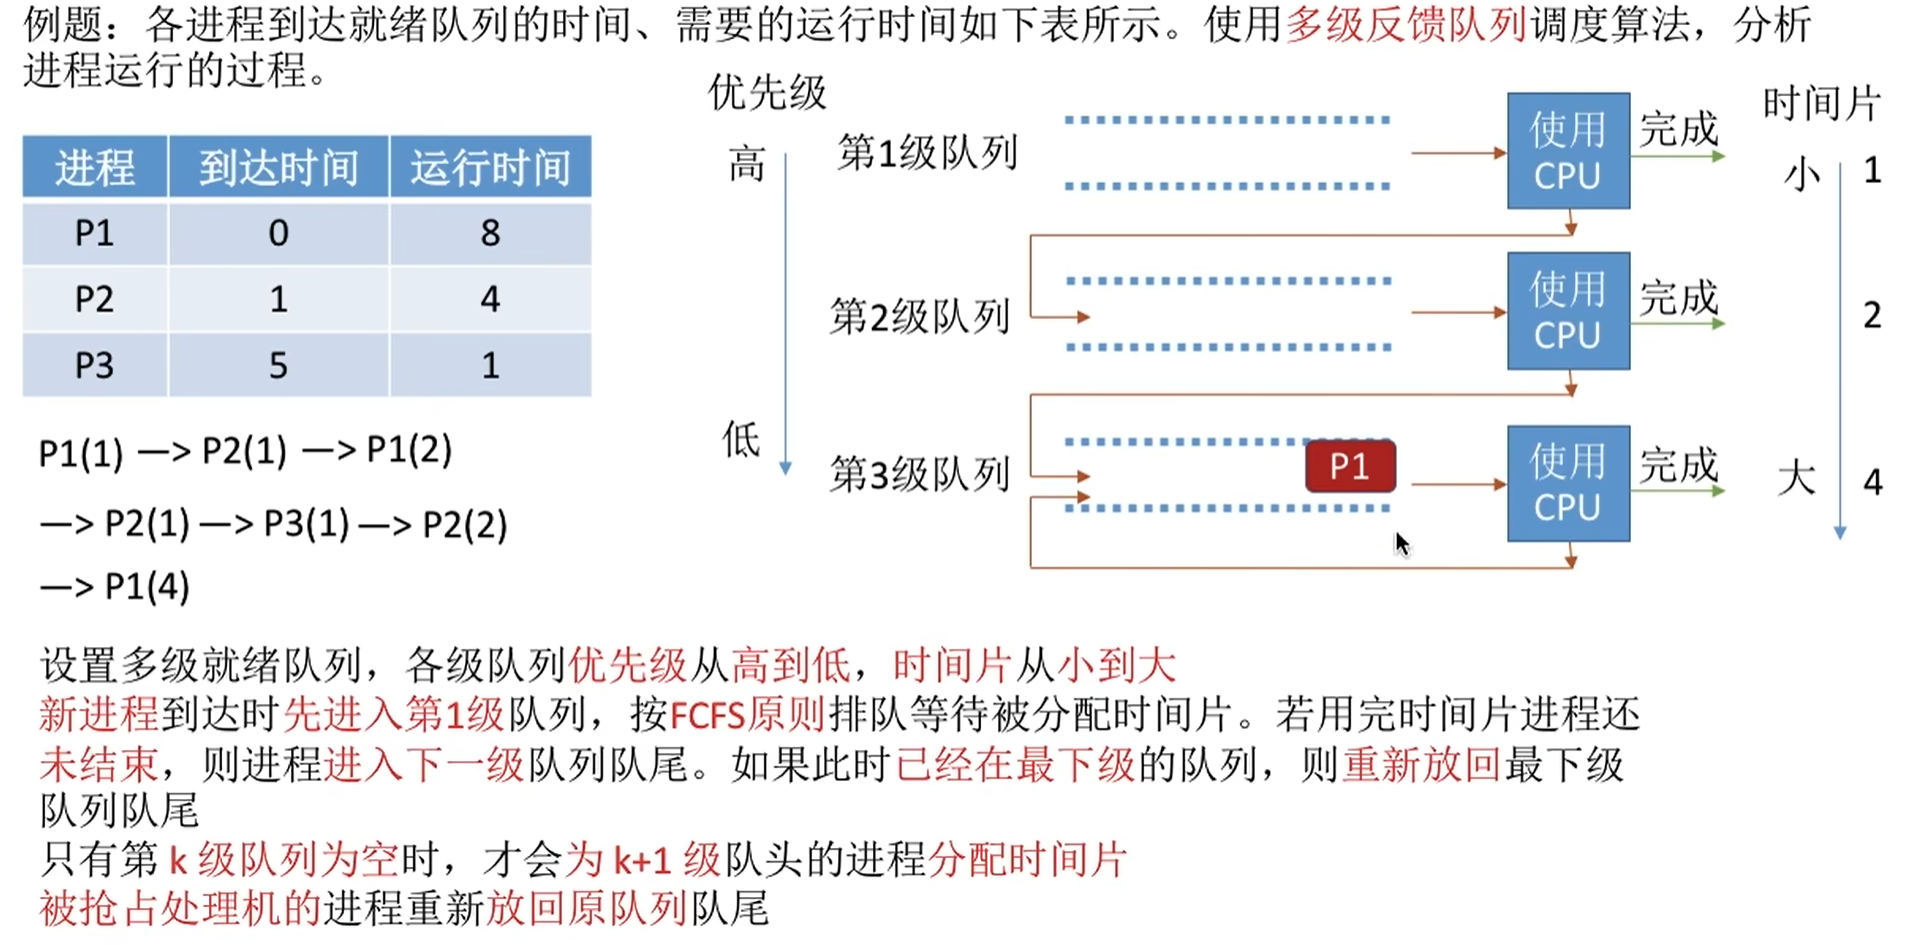 例题：各进程到达就绪队列的时间、需要的运行时间如下表所示。使用多级反馈队列调度算法，分析
进程运行的过程。
进程 到达时间 运行时间
P1 0 8
P2 1 4
P3 5 1
P1(1) —> P2(1) —> P1(2)
—> P2(1) —> P3(1) —> P2(2)
—> P1(4)
优先级
高
低
第1级队列
使用
CPU
完成
第2级队列
使用
CPU
完成
第3级队列
P1
使用
CPU
完成
时间片
小 1
2
大 4
设置多级就绪队列，各级队列优先级从高到低，时间片从小到大
新进程到达时先进入第1级队列，按FCFS原则排队等待被分配时间片。若用完时间片进程还
未结束，则进程进入下一级队列队尾。如果此时已经在最下级的队列，则重新放回最下级
队列队尾
只有第 k 级队列为空时，才会为 k+1 级队头的进程分配时间片
被抢占处理机的进程重新放回原队列队尾